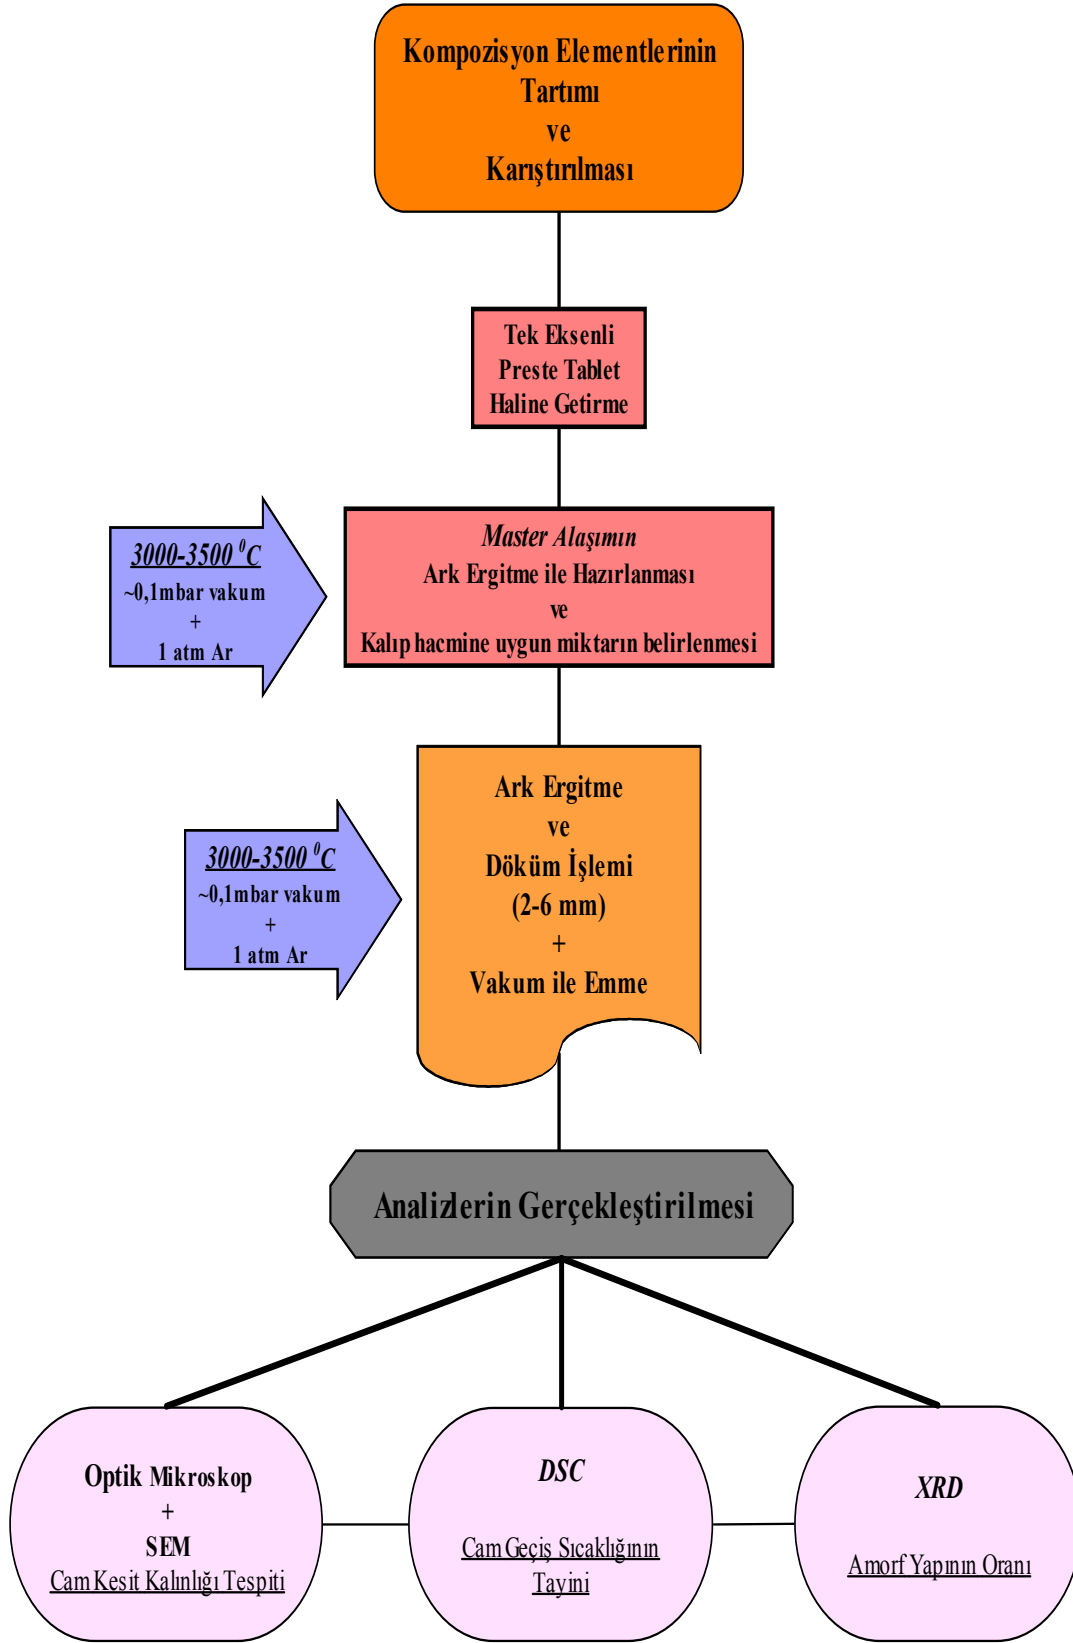 Kompozisyon Elementlerinin
Tartımı
ve
Karıştırılması
Tek Eksenli
Preste Tablet
Haline Getirme
3000-3500 ⁰C
~0,1mbar vakum
+
1 atm Ar
Master Alaşımın
Ark Ergitme ile Hazırlanması
ve
Kalıp hacmine uygun miktarın belirlenmesi
3000-3500 ⁰C
~0,1mbar vakum
+
1 atm Ar
Ark Ergitme
ve
Döküm İşlemi
(2-6 mm)
+
Vakum ile Emme
Analizlerin Gerçekleştirilmesi
Optik Mikroskop
+
SEM
Cam Kesit Kalınlığı Tespiti
DSC
Cam Geçiş Sıcaklığının
Tayini
XRD
Amorf Yapının Oranı